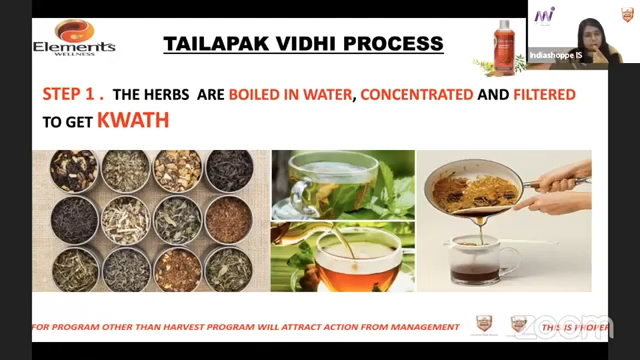 Elements
WELLNESS
TAILAPAK VIDHI PROCESS
Indiashoppe IS
STEP 1 . THE HERBS ARE BOILED IN WATER, CONCENTRATED AND FILTERED
TO GET KWATH
FOR PROGRAM OTHER THAN HARVEST PROGRAM WILL ATTRACT ACTION FROM MANAGEMENT
THIS IS PROPER
zoom